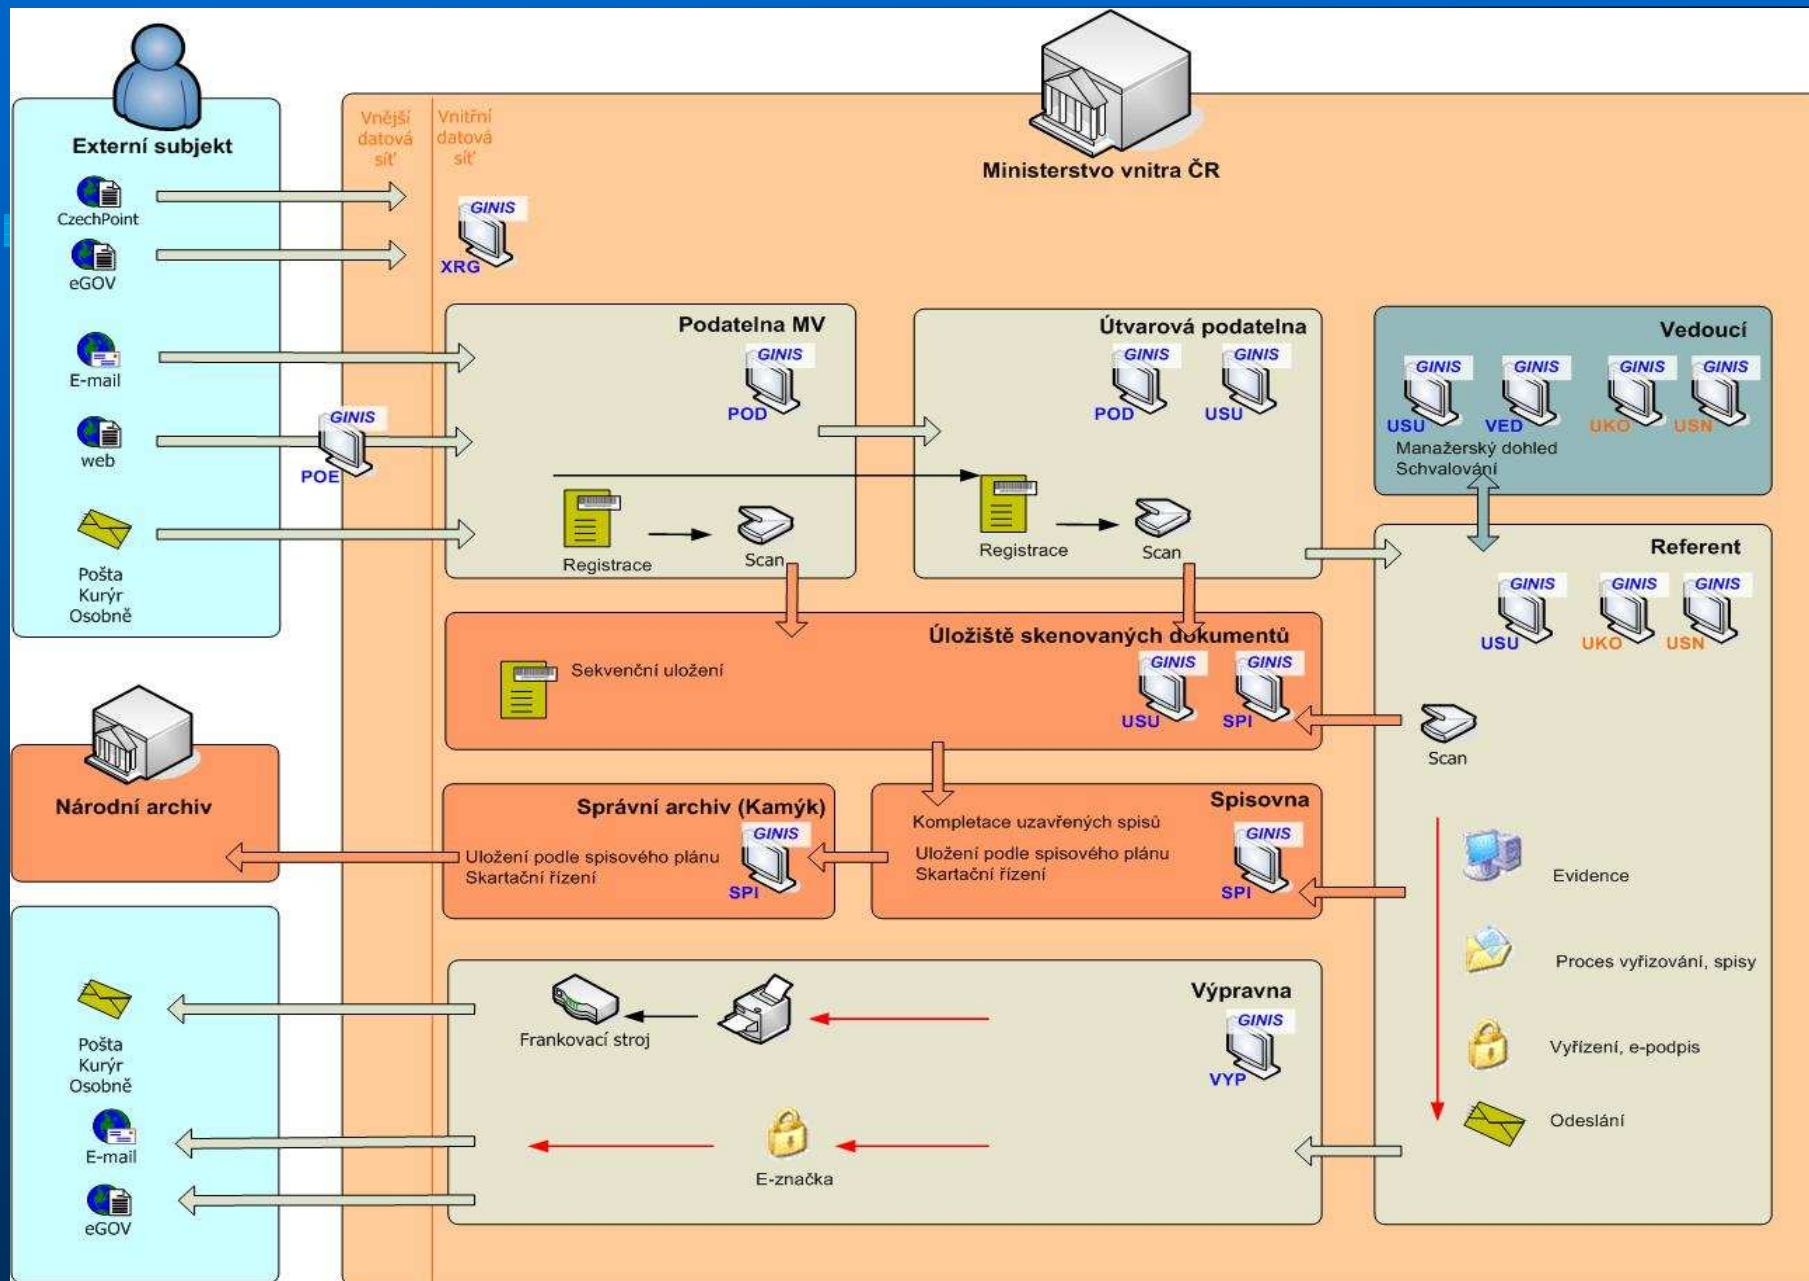 Externí subjekt
CzechPoint
eGOV
E-mail
web
Pošta
Kurýr
Osobně
GINIS
POE
Vnější
datová
síť
Vnitřní
datová
síť
Ministerstvo vnitra ČR
GINIS
XRG
Podatelna MV
GINIS
POD
Registrace
Scan
Útvarová podatelna
GINIS
GINIS
POD
USU
Registrace
Scan
Vedoucí
GINIS
GINIS
GINIS
GINIS
USU
VED
UKO
USN
Manažerský dohled
Schvalování
Referent
GINIS
GINIS
GINIS
USU
UKO
USN
Scan
Evidence
Proces vyřizování, spisy
Vyřízení, e-podpis
Odeslání
Úložiště skenovaných dokumentů
Sekvenční uložení
GINIS
GINIS
USU
SPI
Národní archiv
Správní archiv (Kamýk)
GINIS
Uložení podle spisového plánu
Skartační řízení
SPI
Spisovna
Kompletace uzavřených spisů
GINIS
Uložení podle spisového plánu
Skartační řízení
SPI
Výpravna
GINIS
VYP
Frankovací stroj
E-značka
Pošta
Kurýr
Osobně
E-mail
eGOV